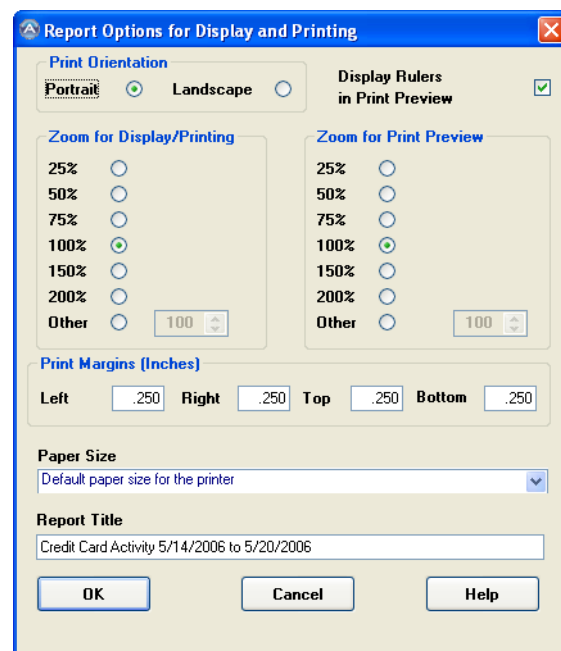 Report Options for Display and Printing
Print Orientation
Portrait Landscape
Display Rulers
in Print Preview
Zoom for Display/Printing
25%
50%
75%
100%
150%
200%
Other 100
Zoom for Print Preview
25%
50%
75%
100%
150%
200%
Other 100
Print Margins (Inches)
Left .250 Right .250 Top .250 Bottom .250
Paper Size
Default paper size for the printer
Report Title
Credit Card Activity 5/14/2006 to 5/20/2006
OK Cancel Help